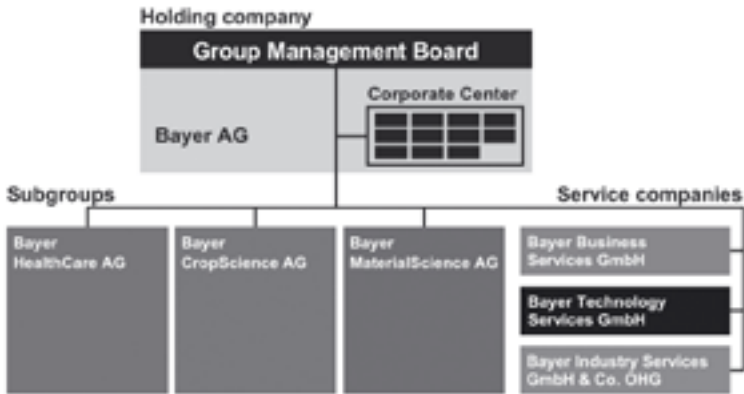 Holding company
Group Management Board
Corporate Center
Bayer AG
Subgroups
Service companies
Bayer
HealthCare AG
Bayer
CropScience AG
Bayer
MaterialScience AG
Bayer Business
Services GmbH
Bayer Technology
Services GmbH
Bayer Industry Services
GmbH & Co. OHG